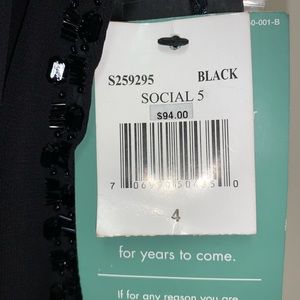 S259295 BLACK
SOCIAL 5
$94.00
4
for years to come.
If for any reason you are